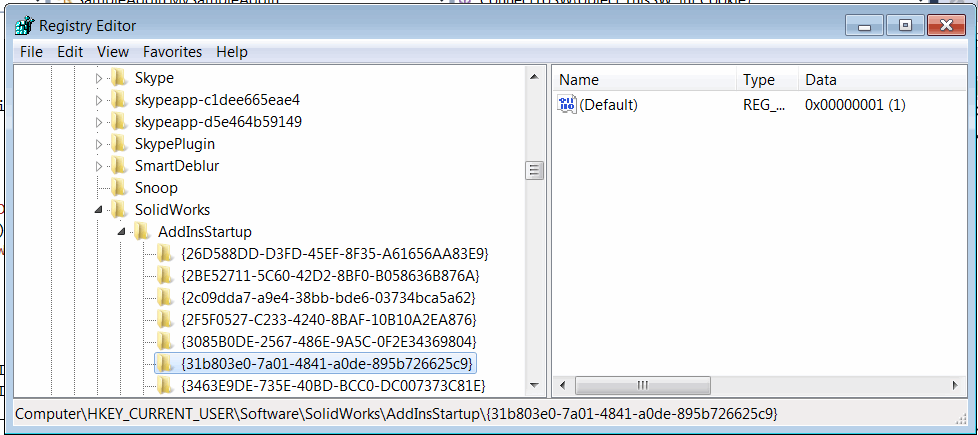 Registry Editor
File Edit View Favorites Help
Skype
skypeapp-c1dee665eae4
skypeapp-d5e464b59149
SkypePlugin
SmartDeblur
Snoop
SolidWorks
AddInsStartup
{26D588DD-D3FD-45EF-8F35-A61656AA83E9}
{2BE52711-5C60-42D2-8BF0-B058636B876A}
{2c09dda7-a9e4-38bb-bde6-03734bca5a62}
{2F5F0527-C233-4240-8BAF-10B10A2EA876}
{3085B0DE-2567-486E-9A5C-0F2E34369804}
{31b803e0-7a01-4841-a0de-895b726625c9}
{3463E9DE-735E-40BD-BCC0-DC007373C81E}
Name Type Data
(Default) REG_... 0x00000001 (1)
Computer\HKEY_CURRENT_USER\Software\SolidWorks\AddInsStartup\{31b803e0-7a01-4841-a0de-895b726625c9}